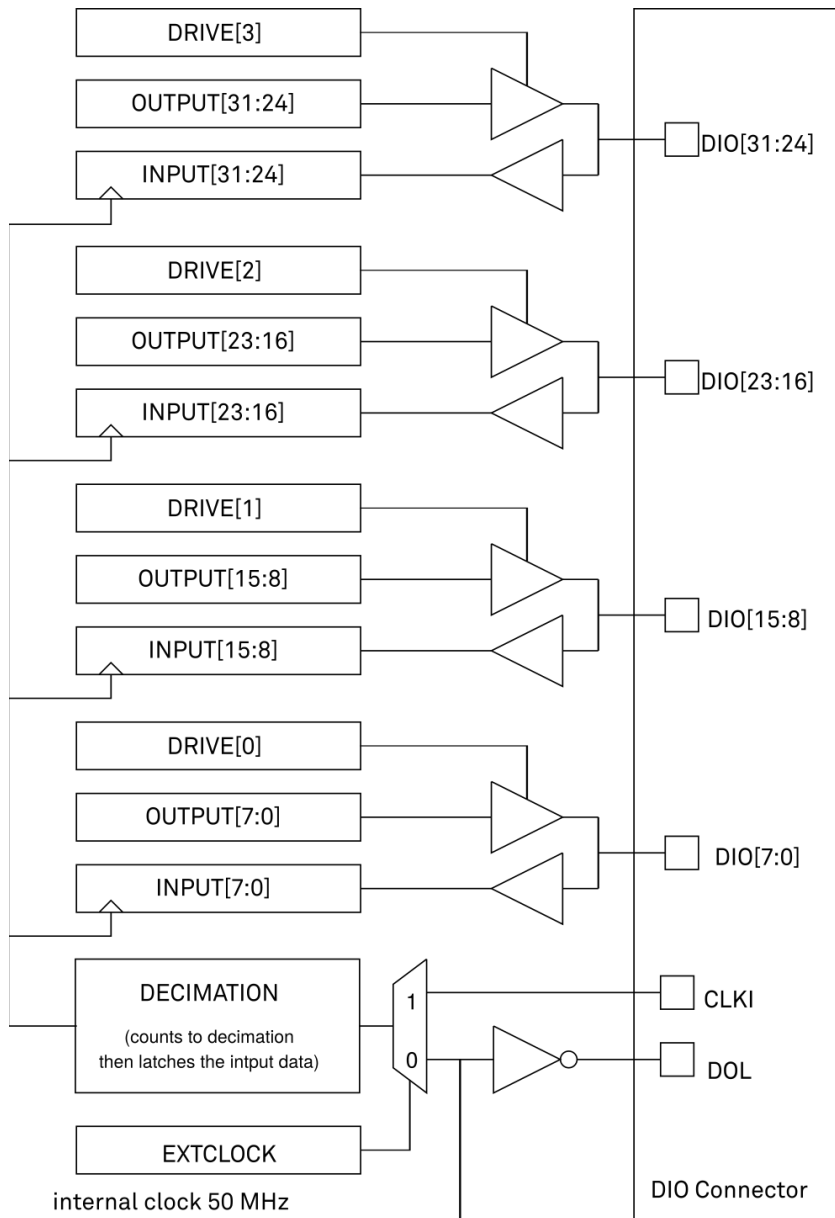 DRIVE[3]
OUTPUT[31:24]
INPUT[31:24]
DIO[31:24]
DRIVE[2]
OUTPUT[23:16]
INPUT[23:16]
DIO[23:16]
DRIVE[1]
OUTPUT[15:8]
INPUT[15:8]
DIO[15:8]
DRIVE[0]
OUTPUT[7:0]
INPUT[7:0]
DIO[7:0]
DECIMATION
(counts to decimation
then latches the intput data)
1
0
CLKI
DOL
EXTCLOCK
internal clock 50 MHz
DIO Connector